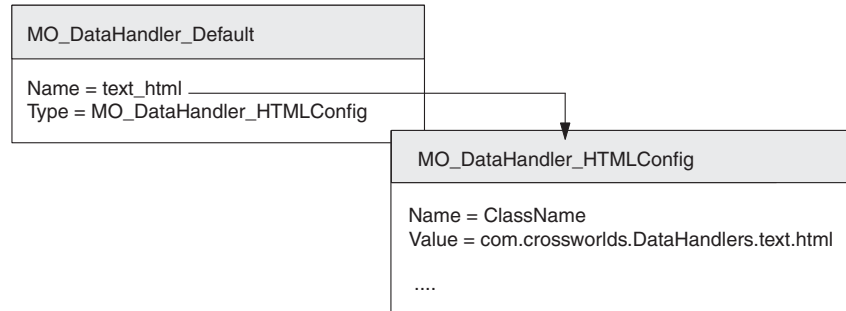 MO_DataHandler_Default
Name = text_html
Type = MO_DataHandler_HTMLConfig
MO_DataHandler_HTMLConfig
Name = ClassName
Value = com.crossworlds.DataHandlers.text.html
....